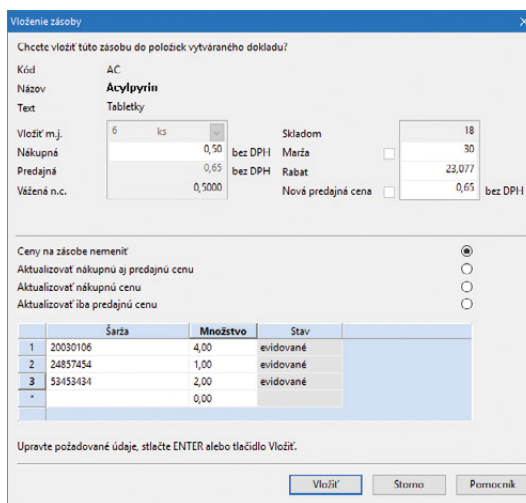 Vloženie zásoby
Chcete vložiť túto zásobu do položiek vytváraného dokladu?
Kód AC
Názov Acylpyrin
Text Tabletky
Vložiť m.j. 6 ks Skladom 18
Nákupná 0,50 bez DPH Marža 30
Predajná 0,65 bez DPH Rabat 23,077
Vážená n.c. 0,5000 Nová predajná cena 0,65 bez DPH
Ceny na zásobe nemeniť
Aktualizovať nákupnú aj predajnú cenu
Aktualizovať nákupnú cenu
Aktualizovať iba predajnú cenu
Šarža Množstvo Stav
1 20030106 4,00 evidované
2 24857454 1,00 evidované
3 53453434 2,00 evidované
* 0,00
Upravte požadované údaje, stlačte ENTER alebo tlačidlo Vložiť.
Vložiť Storno Pomocník